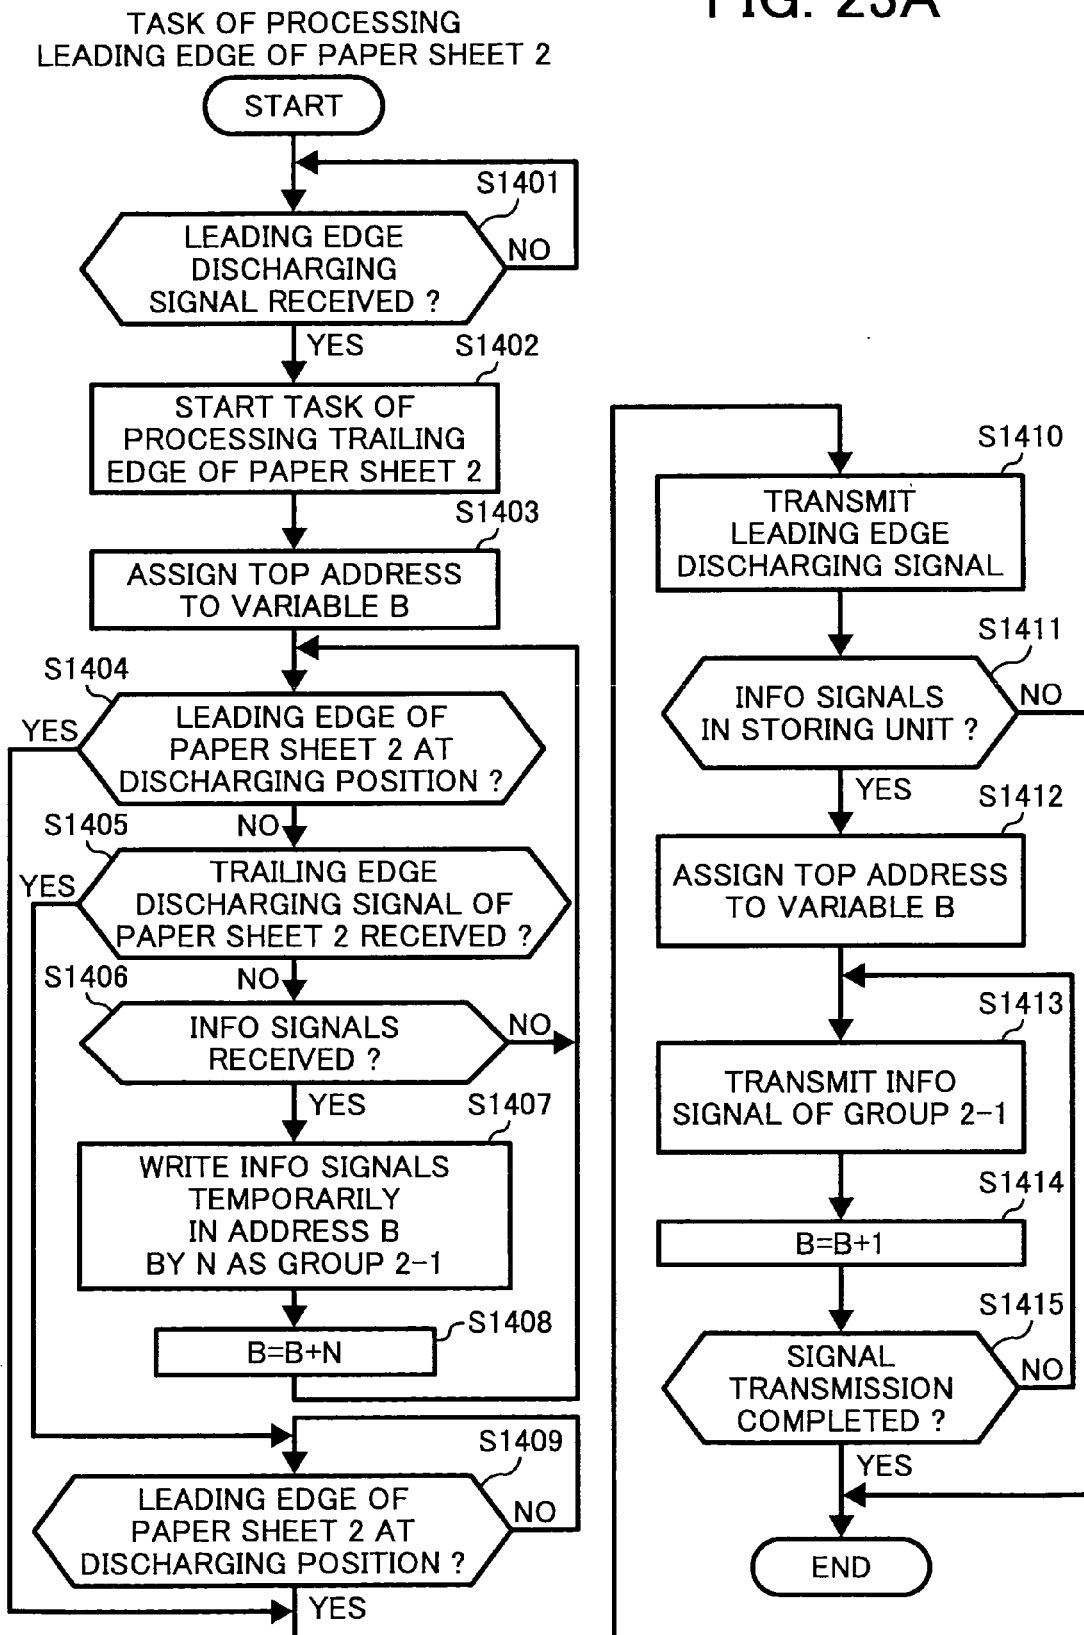 FIG. 23A
TASK OF PROCESSING
LEADING EDGE OF PAPER SHEET 2
START
S1401
LEADING EDGE
DISCHARGING
SIGNAL RECEIVED ?
NO
YES
S1402
START TASK OF
PROCESSING TRAILING
EDGE OF PAPER SHEET 2
S1403
ASSIGN TOP ADDRESS
TO VARIABLE B
S1404
YES
LEADING EDGE OF
PAPER SHEET 2 AT
DISCHARGING POSITION ?
NO
S1405
YES
TRAILING EDGE
DISCHARGING SIGNAL OF
PAPER SHEET 2 RECEIVED ?
NO
S1406
INFO SIGNALS
RECEIVED ?
NO
YES
S1407
WRITE INFO SIGNALS
TEMPORARILY
IN ADDRESS B
BY N AS GROUP 2-1
S1408
B=B+N
S1409
LEADING EDGE OF
PAPER SHEET 2 AT
DISCHARGING POSITION ?
NO
YES
S1410
TRANSMIT
LEADING EDGE
DISCHARGING SIGNAL
S1411
INFO SIGNALS
IN STORING UNIT ?
NO
YES
S1412
ASSIGN TOP ADDRESS
TO VARIABLE B
S1413
TRANSMIT INFO
SIGNAL OF GROUP 2-1
S1414
B=B+1
S1415
SIGNAL
TRANSMISSION
COMPLETED ?
NO
YES
END